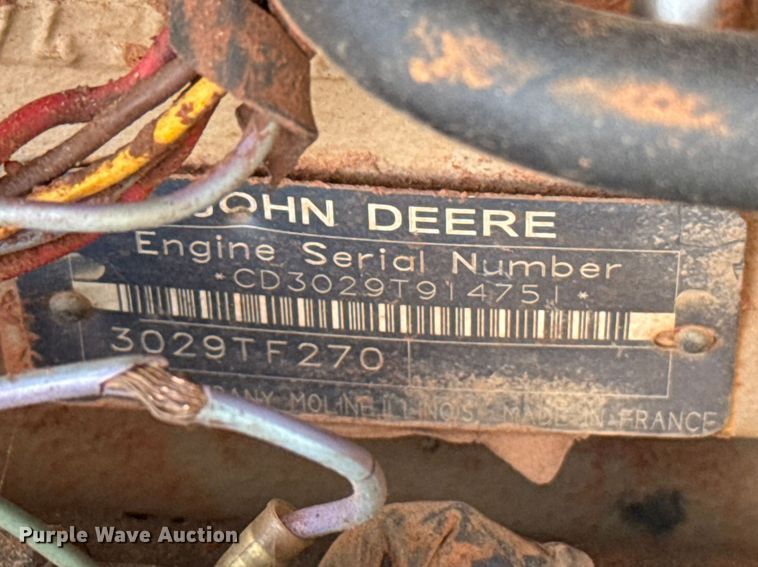 JOHN DEERE
Engine Serial Number
*CD3029T914751*
3029TF270
MOLINE ILLINOIS MADE IN FRANCE
Purple Wave Auction